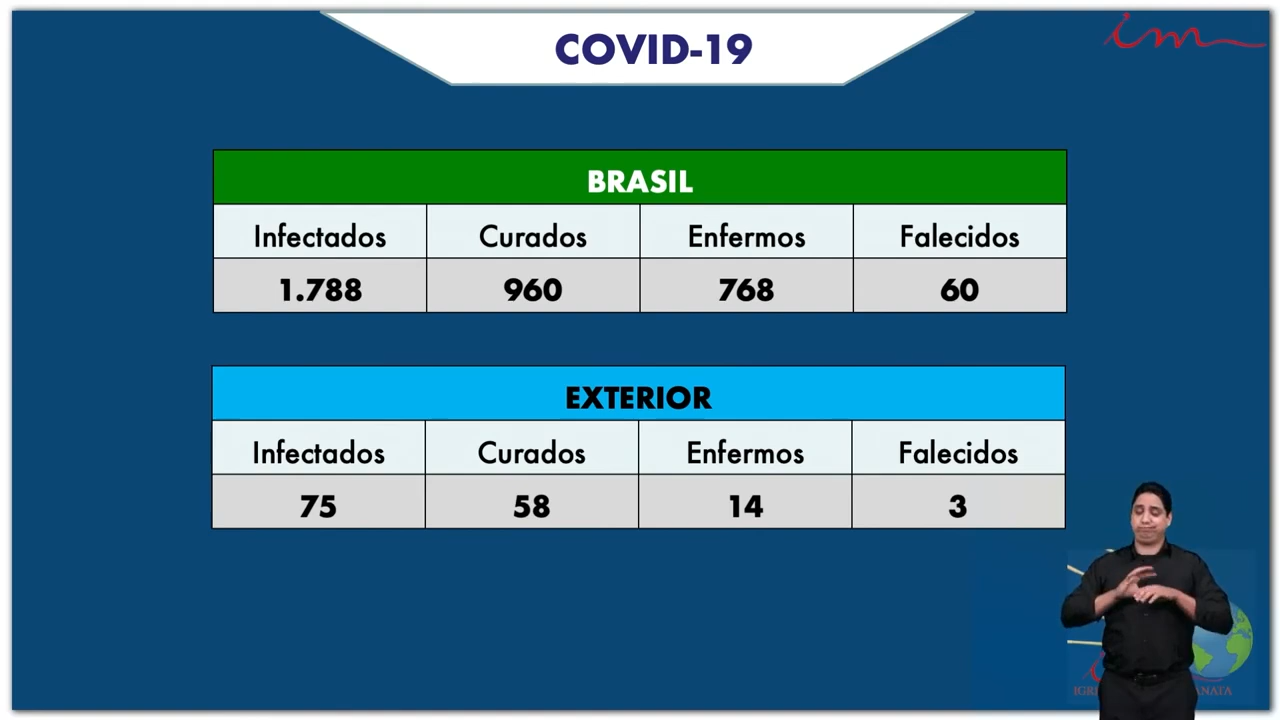 COVID-19
im
BRASIL
Infectados Curados Enfermos Falecidos
1.788 960 768 60
EXTERIOR
Infectados Curados Enfermos Falecidos
75 58 14 3